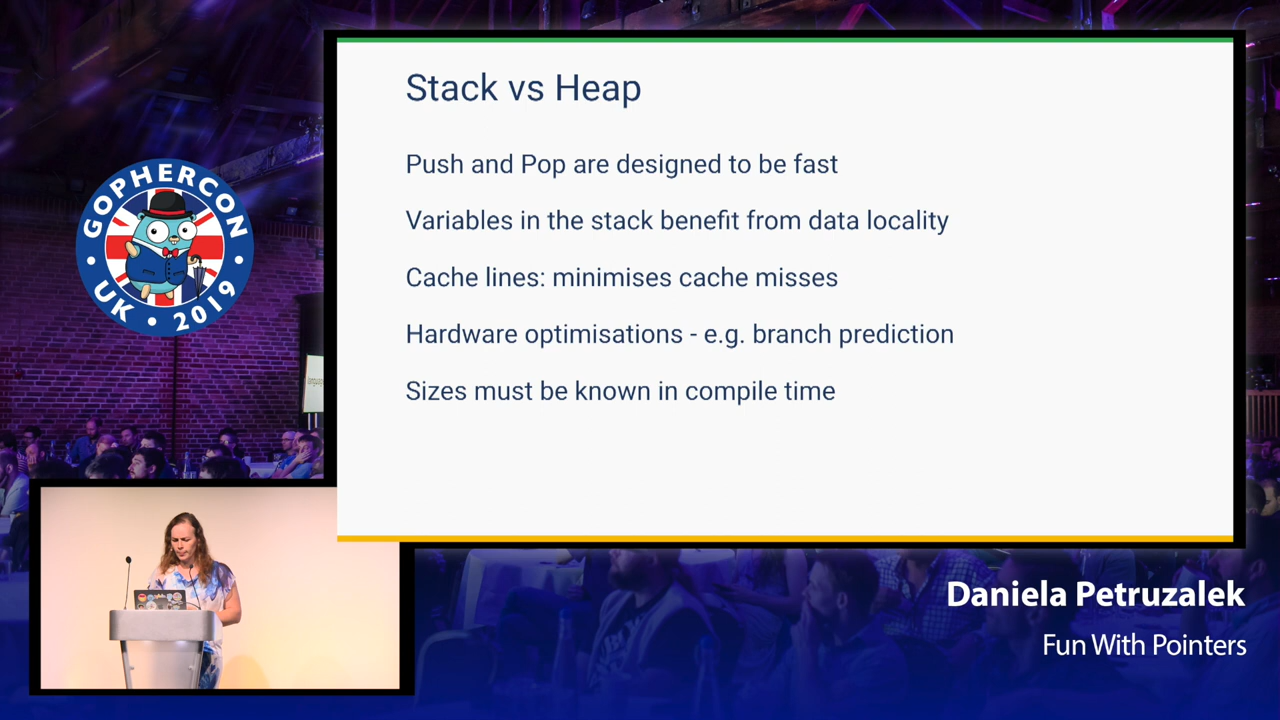 Stack vs Heap
Push and Pop are designed to be fast
Variables in the stack benefit from data locality
Cache lines: minimises cache misses
Hardware optimisations - e.g. branch prediction
Sizes must be known in compile time
GOPHERCON
UK • 2019
Daniela Petruzalek
Fun With Pointers